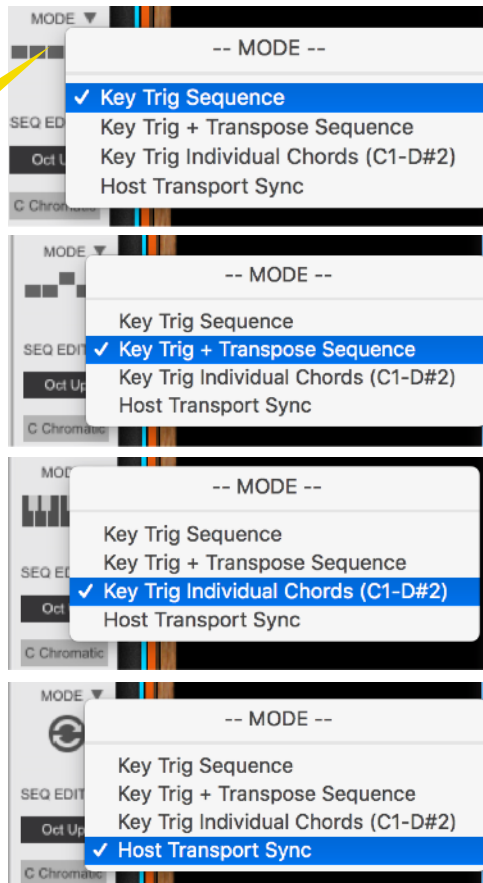 MODE ▼
-- MODE --
✓ Key Trig Sequence
SEQ ED
Key Trig + Transpose Sequence
Oct U
Key Trig Individual Chords (C1-D#2)
Host Transport Sync
C Chromatic
MODE ▼
-- MODE --
Key Trig Sequence
SEQ EDIT
✓ Key Trig + Transpose Sequence
Oct Up
Key Trig Individual Chords (C1-D#2)
Host Transport Sync
C Chromatic
MOD
-- MODE --
Key Trig Sequence
Key Trig + Transpose Sequence
SEQ ED
✓ Key Trig Individual Chords (C1-D#2)
Oct
Host Transport Sync
C Chromatic
MODE ▼
-- MODE --
Key Trig Sequence
SEQ EDIT
Key Trig + Transpose Sequence
Oct Up
Key Trig Individual Chords (C1-D#2)
✓ Host Transport Sync
C Chromatic